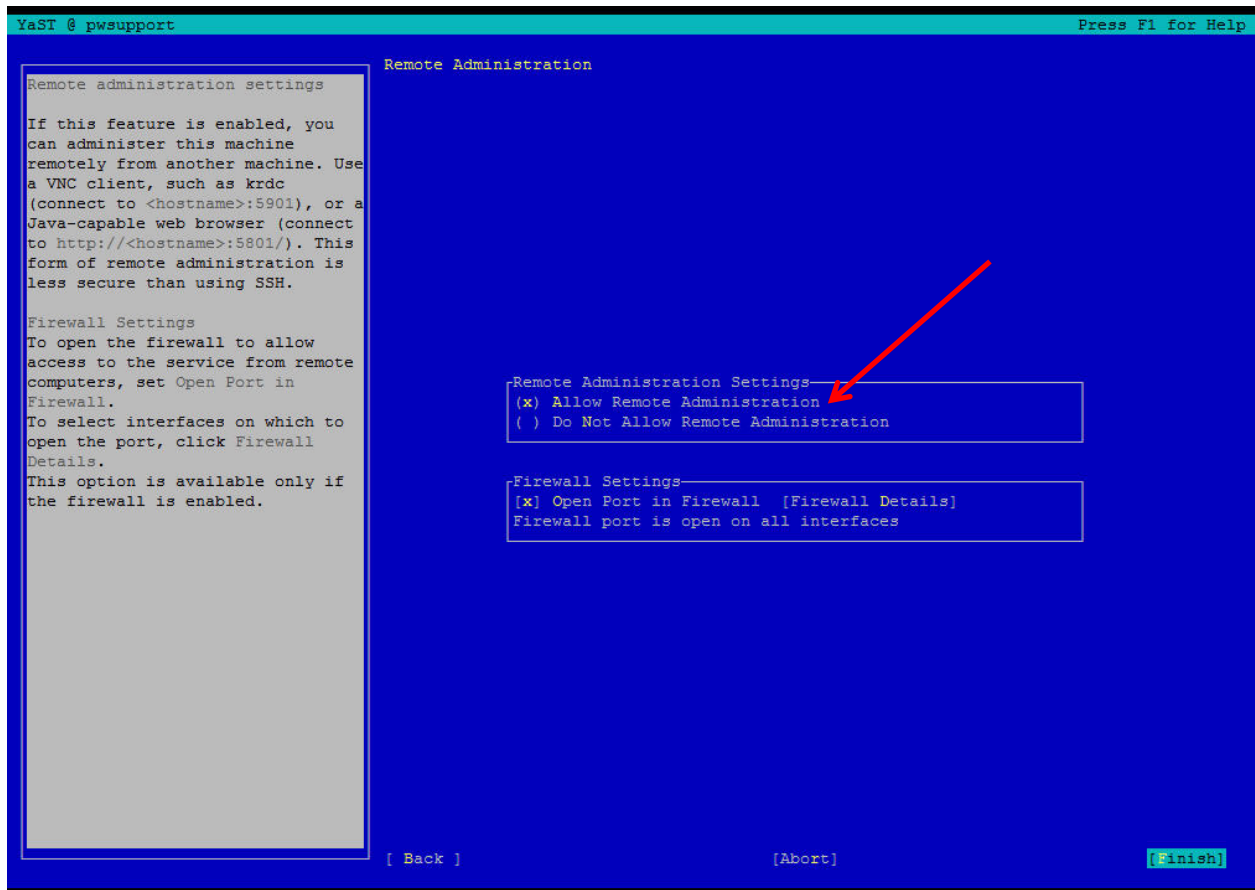 YaST @ pwsupport Press F1 for Help
Remote Administration
Remote administration settings
If this feature is enabled, you
can administer this machine
remotely from another machine. Use
a VNC client, such as krdc
(connect to <hostname>:5901), or a
Java-capable web browser (connect
to http://<hostname>:5801/). This
form of remote administration is
less secure than using SSH.
Firewall Settings
To open the firewall to allow
access to the service from remote
computers, set Open Port in
Firewall.
To select interfaces on which to
open the port, click Firewall
Details.
This option is available only if
the firewall is enabled.
Remote Administration Settings
(x) Allow Remote Administration
( ) Do Not Allow Remote Administration
Firewall Settings
[x] Open Port in Firewall [Firewall Details]
Firewall port is open on all interfaces
[ Back ] [Abort] [Finish]